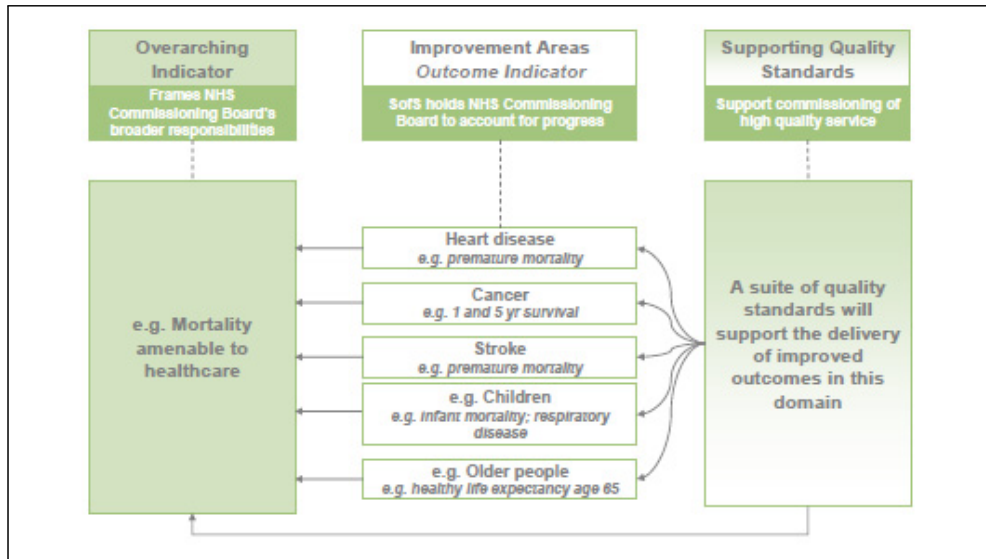 Overarching
Indicator
Frames NHS
Commissioning Board's
broader responsibilities
Improvement Areas
Outcome Indicator
SofS holds NHS Commissioning
Board to account for progress
Supporting Quality
Standards
Support commissioning of
high quality service
e.g. Mortality
amenable to
healthcare
Heart disease
e.g. premature mortality
Cancer
e.g. 1 and 5 yr survival
Stroke
e.g. premature mortality
e.g. Children
e.g. infant mortality; respiratory
disease
e.g. Older people
e.g. healthy life expectancy age 65
A suite of quality
standards will
support the delivery
of improved
outcomes in this
domain